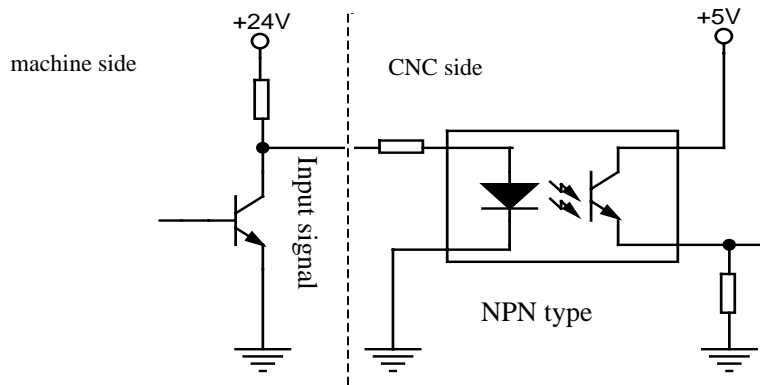 +24V
+5V
machine side
CNC side
Input signal
NPN type